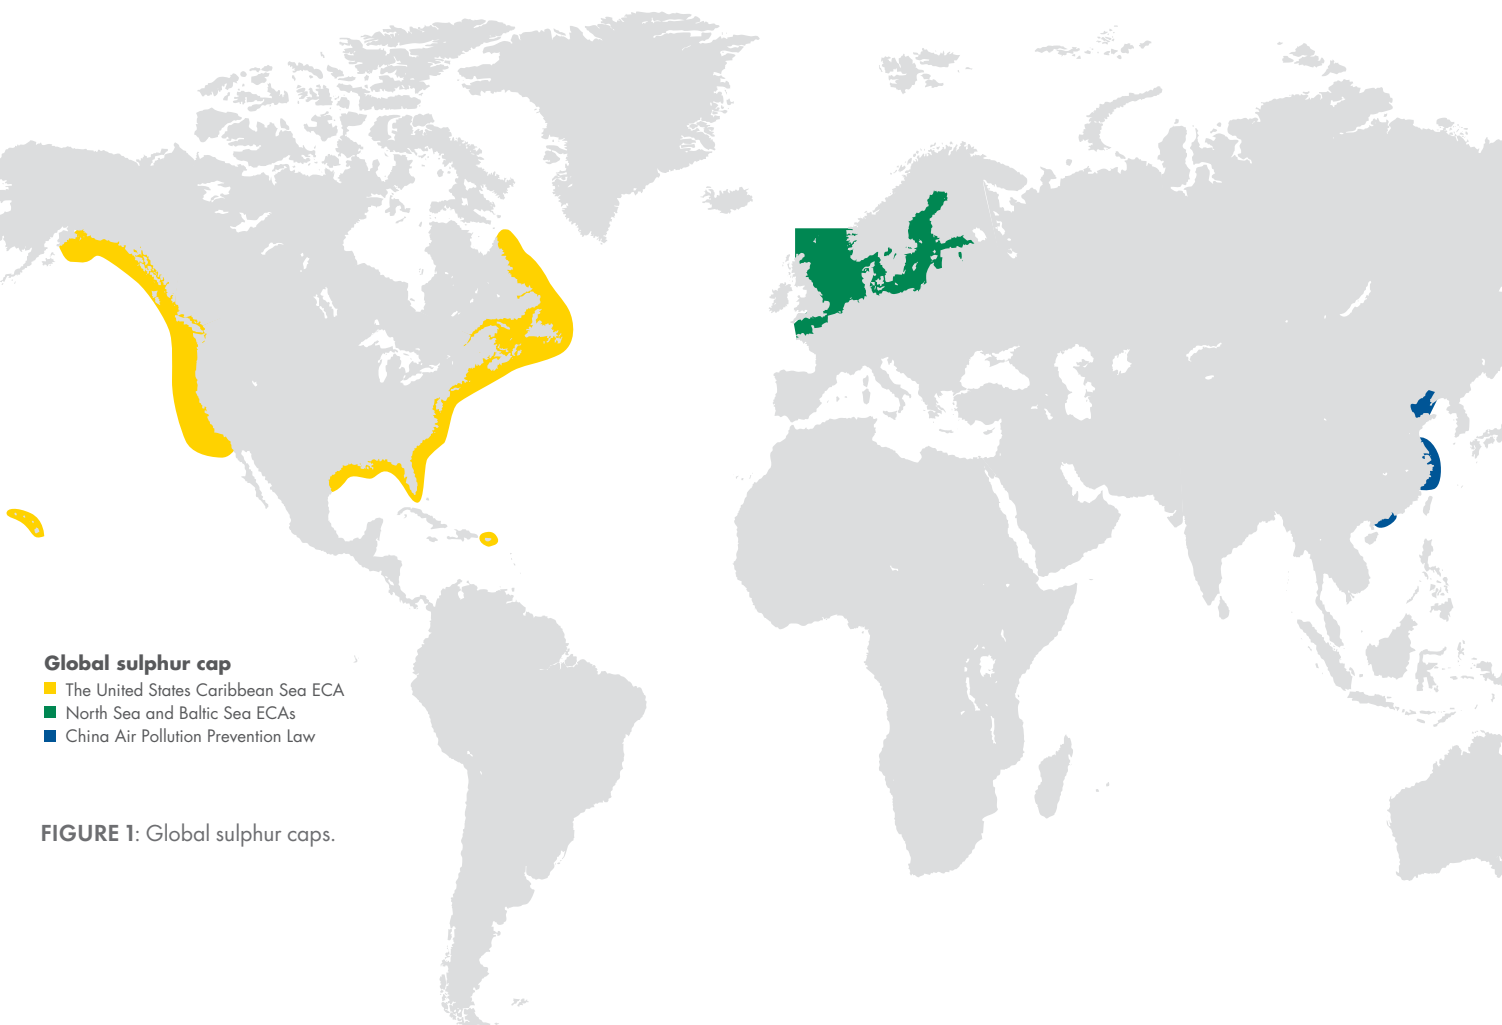 Global sulphur cap
The United States Caribbean Sea ECA
North Sea and Baltic Sea ECAs
China Air Pollution Prevention Law
FIGURE 1: Global sulphur caps.